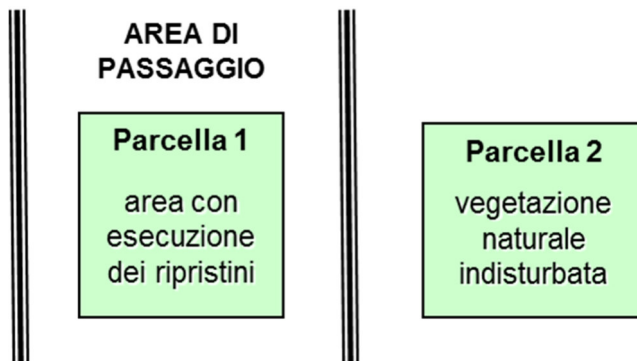 AREA DI
PASSAGGIO
Parcella 1
area con
esecuzione
dei ripristini
Parcella 2
vegetazione
naturale
indisturbata